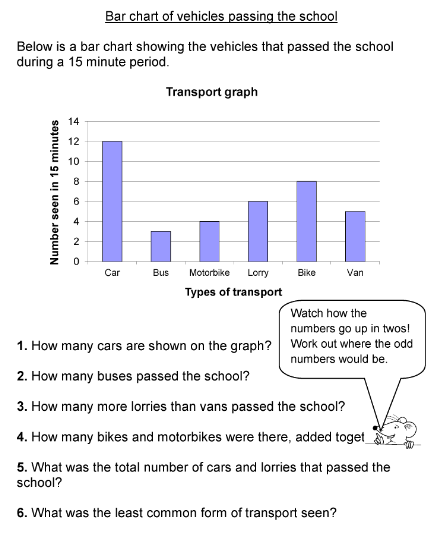 Bar chart of vehicles passing the school
Below is a bar chart showing the vehicles that passed the school
during a 15 minute period.
Transport graph
Number seen in 15 minutes
14
12
10
8
6
4
2
0
Car Bus Motorbike Lorry Bike Van
Types of transport
Watch how the
numbers go up in twos!
Work out where the odd
numbers would be.
1. How many cars are shown on the graph?
2. How many buses passed the school?
3. How many more lorries than vans passed the school?
4. How many bikes and motorbikes were there, added toget
5. What was the total number of cars and lorries that passed the
school?
6. What was the least common form of transport seen?